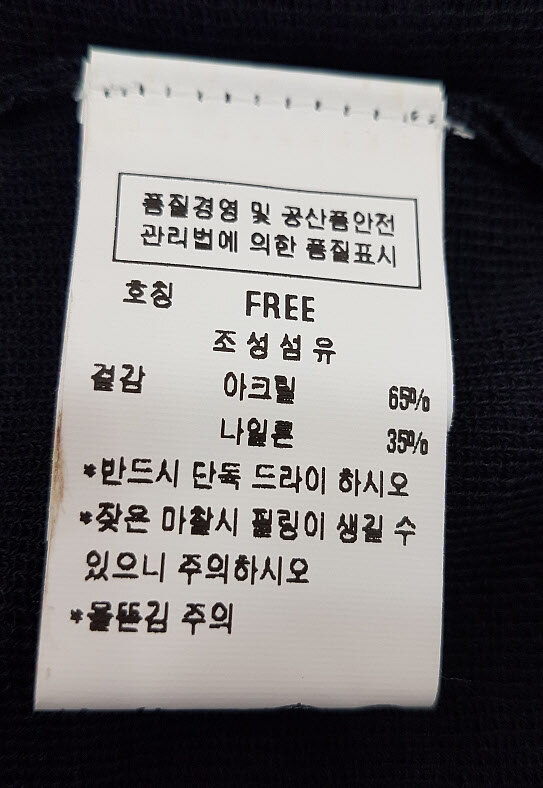 품질경영 및 공산품안전
관리법에 의한 품질표시
호칭 FREE
조성섬유
겉감 아크릴 65%
나일론 35%
*반드시 단독 드라이 하시오
*잦은 마찰시 필링이 생길 수
있으니 주의하시오
*올뜯김 주의